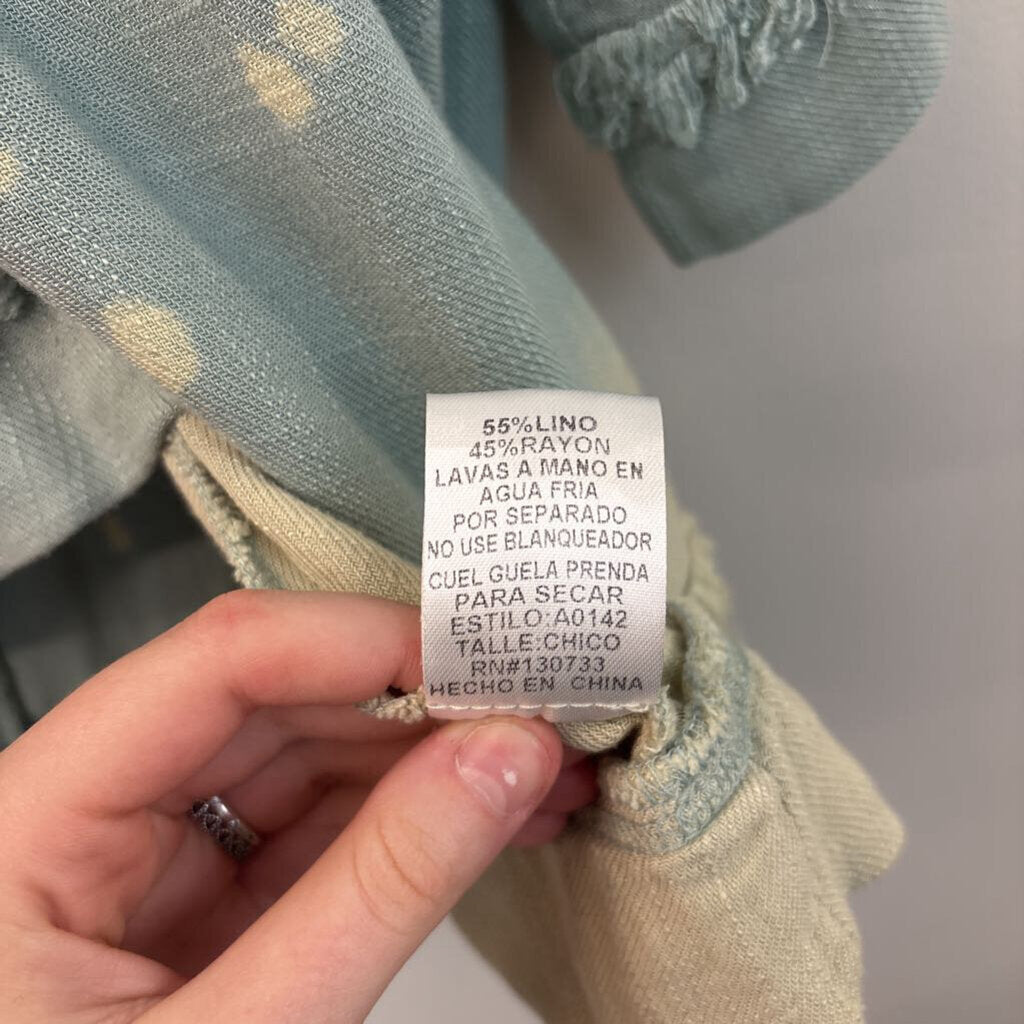 55%LINO
45%RAYON
LAVAS A MANO EN
AGUA FRIA
POR SEPARADO
NO USE BLANQUEADOR
CUEL GUELA PRENDA
PARA SECAR
ESTILO:A0142
TALLE:CHICO
RN#130733
HECHO EN CHINA